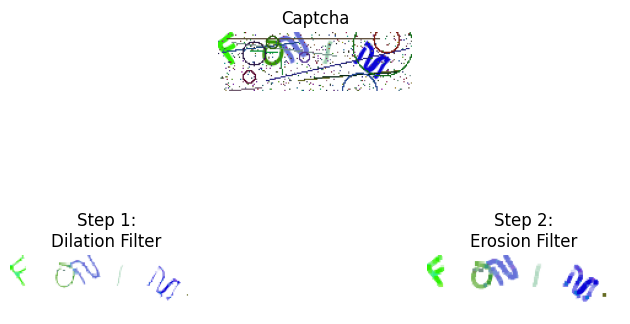 Captcha
Step 1:
Dilation Filter
Step 2:
Erosion Filter